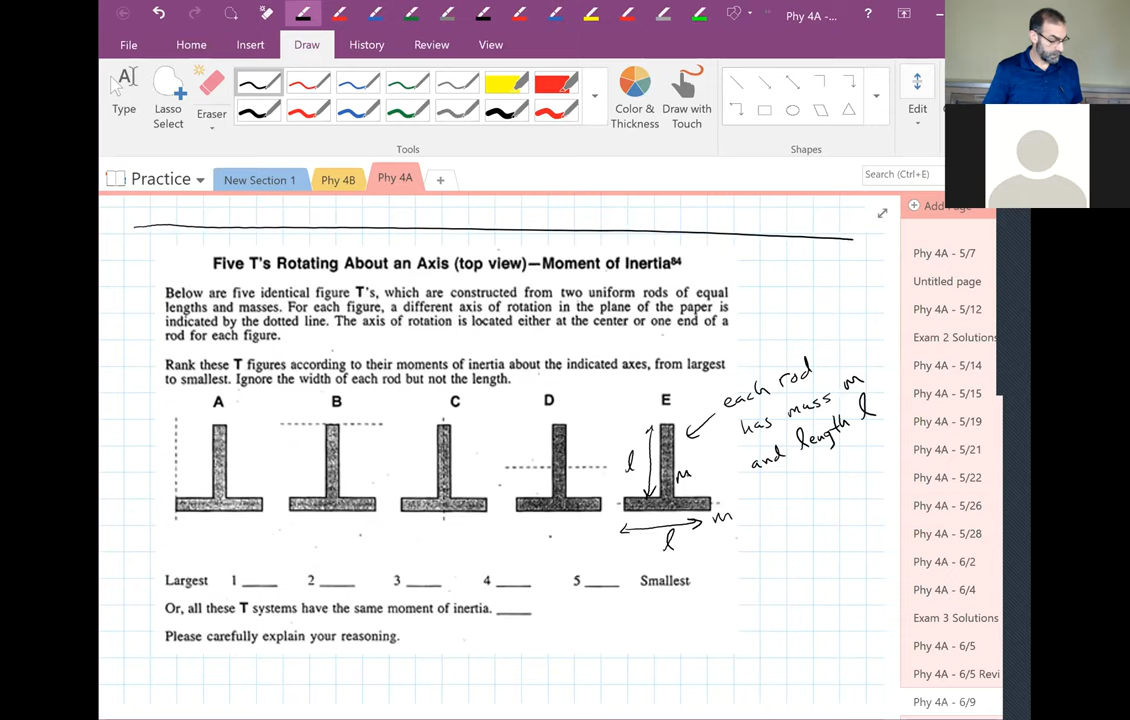 Phy 4A -
?
File
Home
Insert
Draw
History
Review
View
Type
Lasso
Select
Eraser
Color &
Thickness
Draw with
Touch
Edit
Tools
Shapes
Practice
New Section 1
Phy 4B
Phy 4A
Search (Ctrl+E)
Add Page
Five T's Rotating About an Axis (top view)—Moment of Inertia84
Below are five identical figure T's, which are constructed from two uniform rods of equal
lengths and masses. For each figure, a different axis of rotation in the plane of the paper is
indicated by the dotted line. The axis of rotation is located either at the center or one end of a
rod for each figure.
Rank these T figures according to their moments of inertia about the indicated axes, from largest
to smallest. Ignore the width of each rod but not the length.
A B C D E
each rod
has mass m
and length l
l
m
m
l
Largest 1 ____ 2 ____ 3 ____ 4 ____ 5 ____ Smallest
Or, all these T systems have the same moment of inertia. ____
Please carefully explain your reasoning.
Phy 4A - 5/7
Untitled page
Phy 4A - 5/12
Exam 2 Solutions
Phy 4A - 5/14
Phy 4A - 5/15
Phy 4A - 5/19
Phy 4A - 5/21
Phy 4A - 5/22
Phy 4A - 5/26
Phy 4A - 5/28
Phy 4A - 6/2
Phy 4A - 6/4
Exam 3 Solutions
Phy 4A - 6/5
Phy 4A - 6/5 Revi
Phy 4A - 6/9